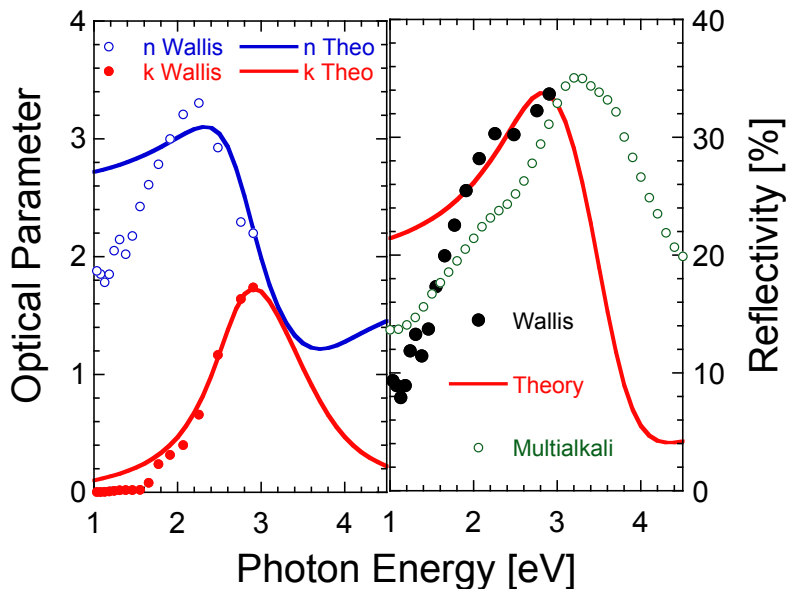 4
3
2
1
0
Optical Parameter
n Wallis
n Theo
k Wallis
k Theo
1
2
3
4
40
30
20
10
0
Reflectivity [%]
Wallis
Theory
Multialkali
1
2
3
4
Photon Energy [eV]